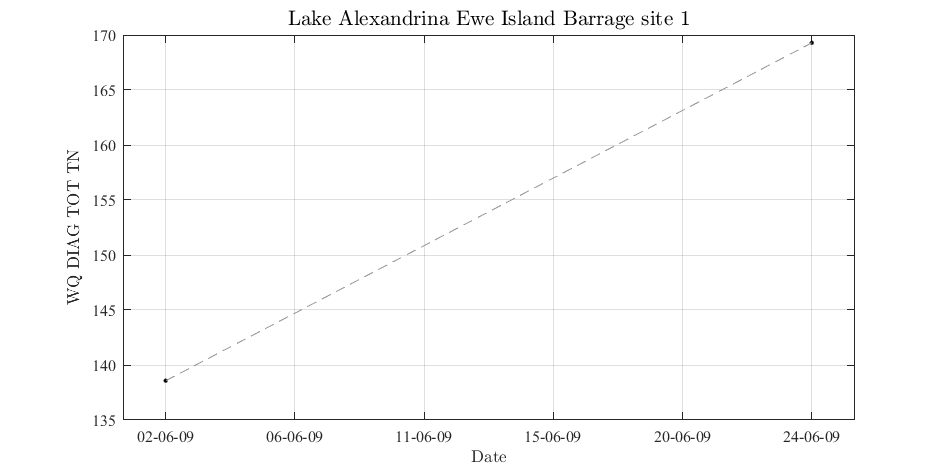 Lake Alexandrina Ewe Island Barrage site 1
170
165
160
155
150
145
140
135
WQ DIAG TOT TN
02-06-09 06-06-09 11-06-09 15-06-09 20-06-09 24-06-09
Date